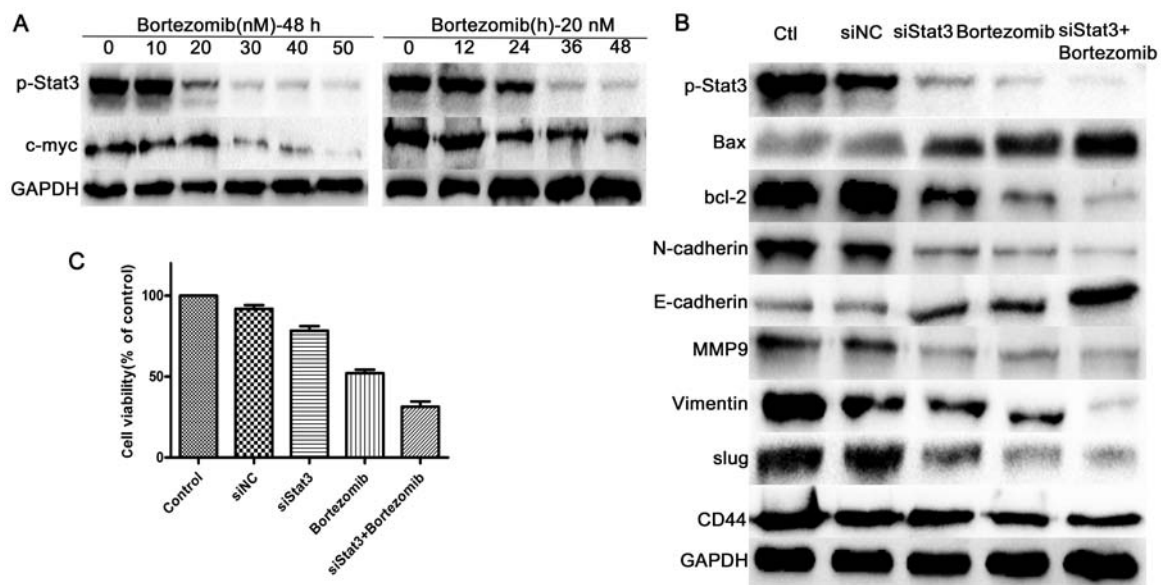 A
Bortezomib(nM)-48 h
0 10 20 30 40 50
Bortezomib(h)-20 nM
0 12 24 36 48
p-Stat3
c-myc
GAPDH
B
Ctl siNC siStat3 Bortezomib siStat3+
Bortezomib
p-Stat3
Bax
bcl-2
N-cadherin
E-cadherin
MMP9
Vimentin
slug
CD44
GAPDH
C
Cell viability(% of control)
100
50
0
Control
siNC
siStat3
Bortezomib
siStat3+Bortezomib